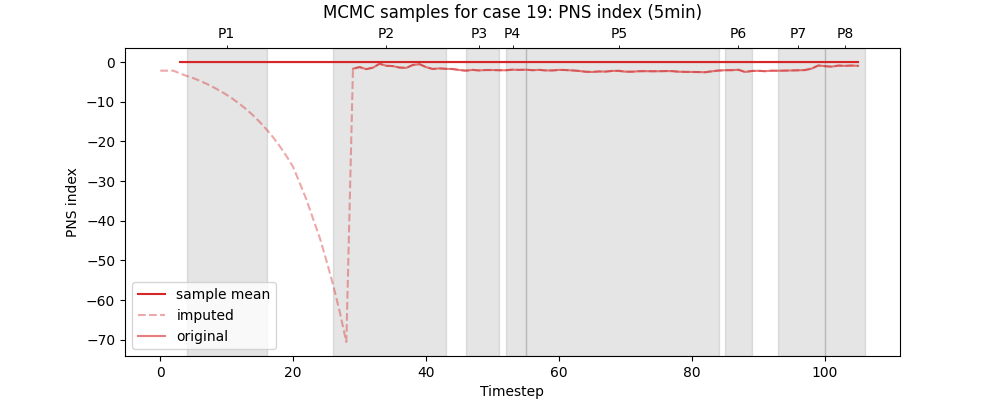 MCMC samples for case 19: PNS index (5min)
P1 P2 P3 P4 P5 P6 P7 P8
0
−10
−20
−30
−40
−50
−60
−70
PNS index
sample mean
imputed
original
0 20 40 60 80 100
Timestep